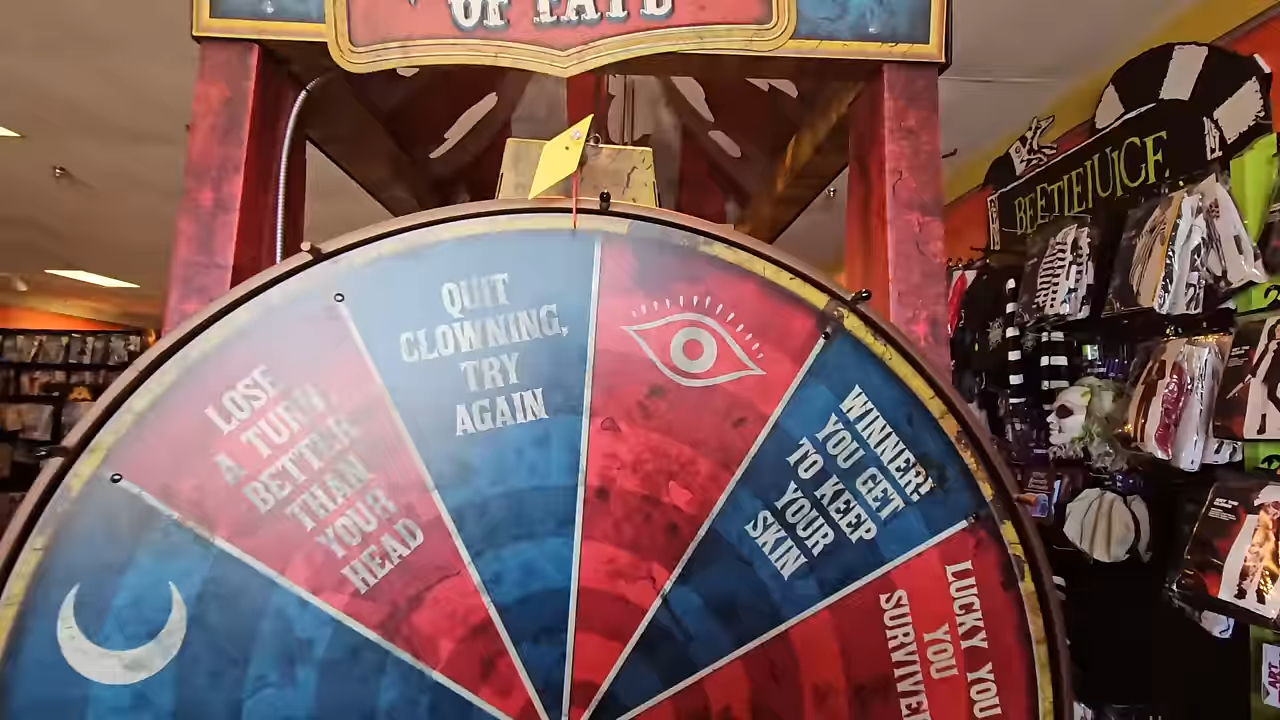 OF FATE
BEETLEJUICE
QUIT
CLOWNING,
TRY
AGAIN
LOSE
A TURN,
BETTER
THAN
YOUR
HEAD
WINNER!
YOU GET
TO KEEP
YOUR
SKIN
LUCKY YOU
YOU
SURVIVED